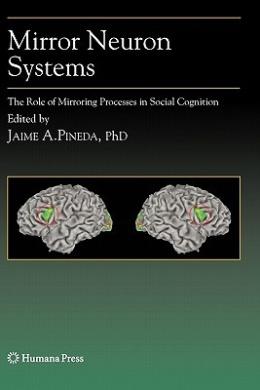 Mirror Neuron
Systems
The Role of Mirroring Processes in Social Cognition
Edited by
JAIME A.PINEDA, PHD
Humana Press